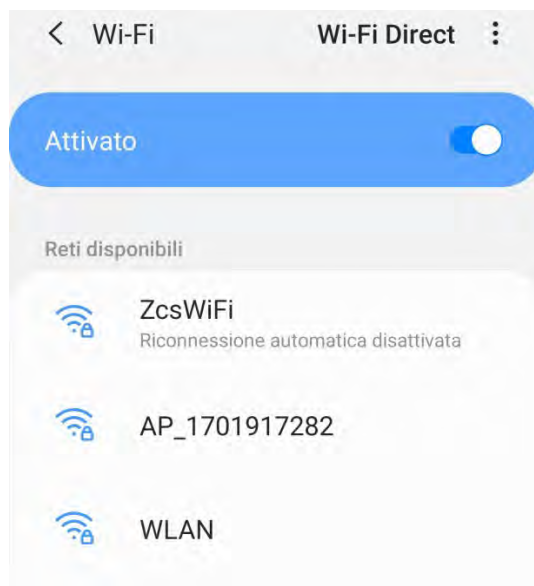 Wi-Fi Wi-Fi Direct
Attivato
Reti disponibili
ZcsWiFi
Riconnessione automatica disattivata
AP_1701917282
WLAN